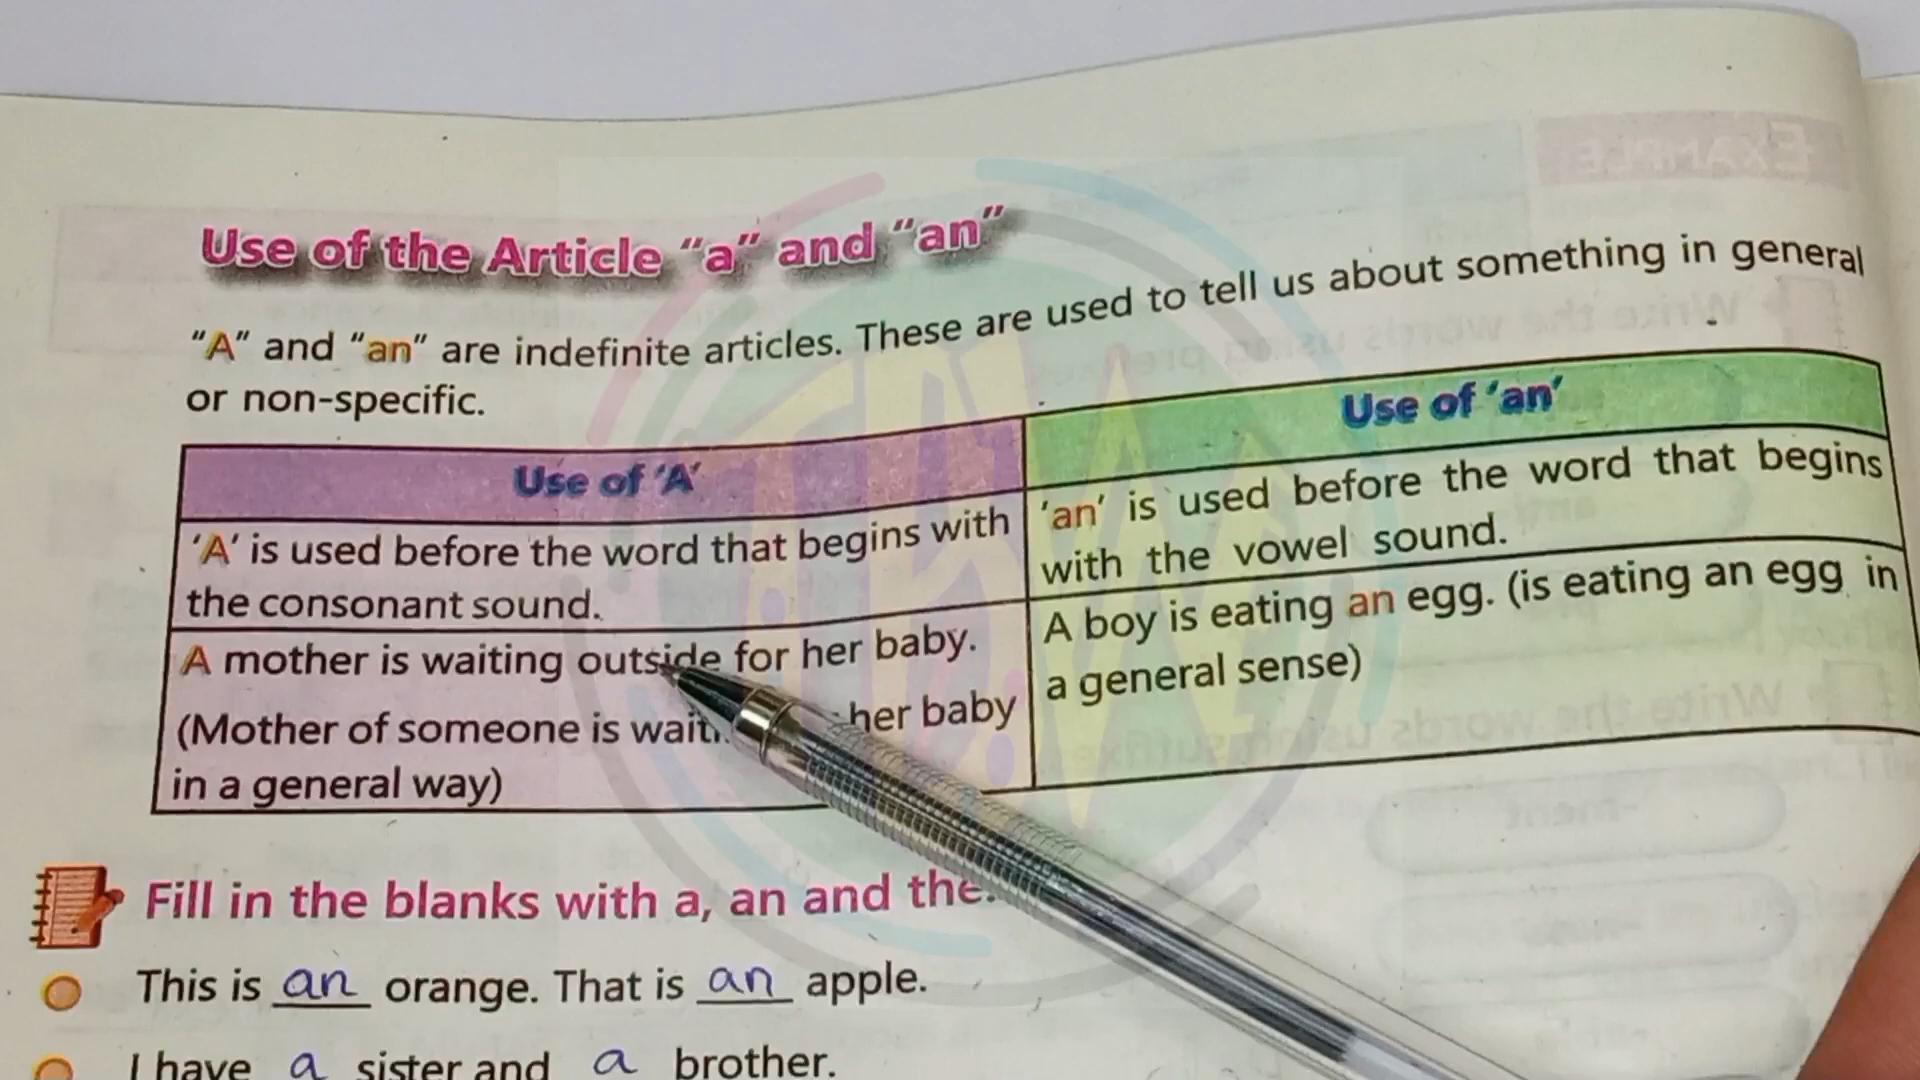 Use of the Article “a” and “an”
“A” and “an” are indefinite articles. These are used to tell us about something in general
or non-specific.
Use of ‘A’
‘A’ is used before the word that begins with
the consonant sound.
A mother is waiting outside for her baby.
(Mother of someone is waiti her baby
in a general way)
Use of ‘an’
‘an’ is used before the word that begins
with the vowel sound.
A boy is eating an egg. (is eating an egg in
a general sense)
Fill in the blanks with a, an and the.
This is an orange. That is an apple.
I have a sister and a brother.